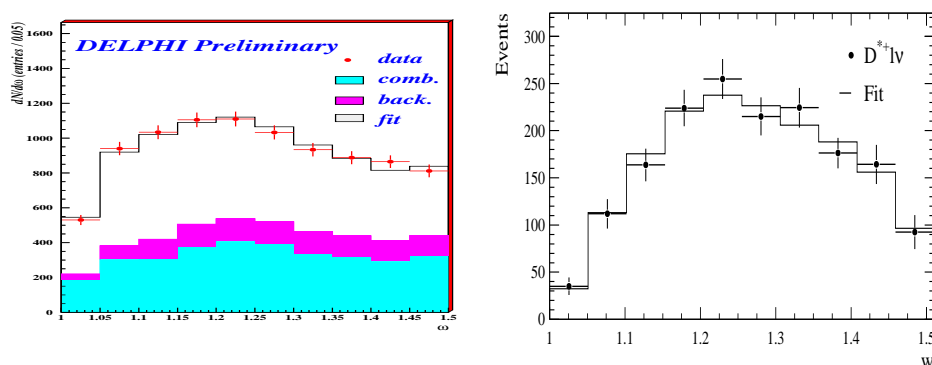 DELPHI Preliminary
data
comb.
back.
fit
dN/dω (entries / 0.05)
1600
1400
1200
1000
800
600
400
200
0
1 1.05 1.1 1.15 1.2 1.25 1.3 1.35 1.4 1.45 1.5
ω
Events
300
250
200
150
100
50
0
D*+lν
Fit
1 1.1 1.2 1.3 1.4 1.5
w